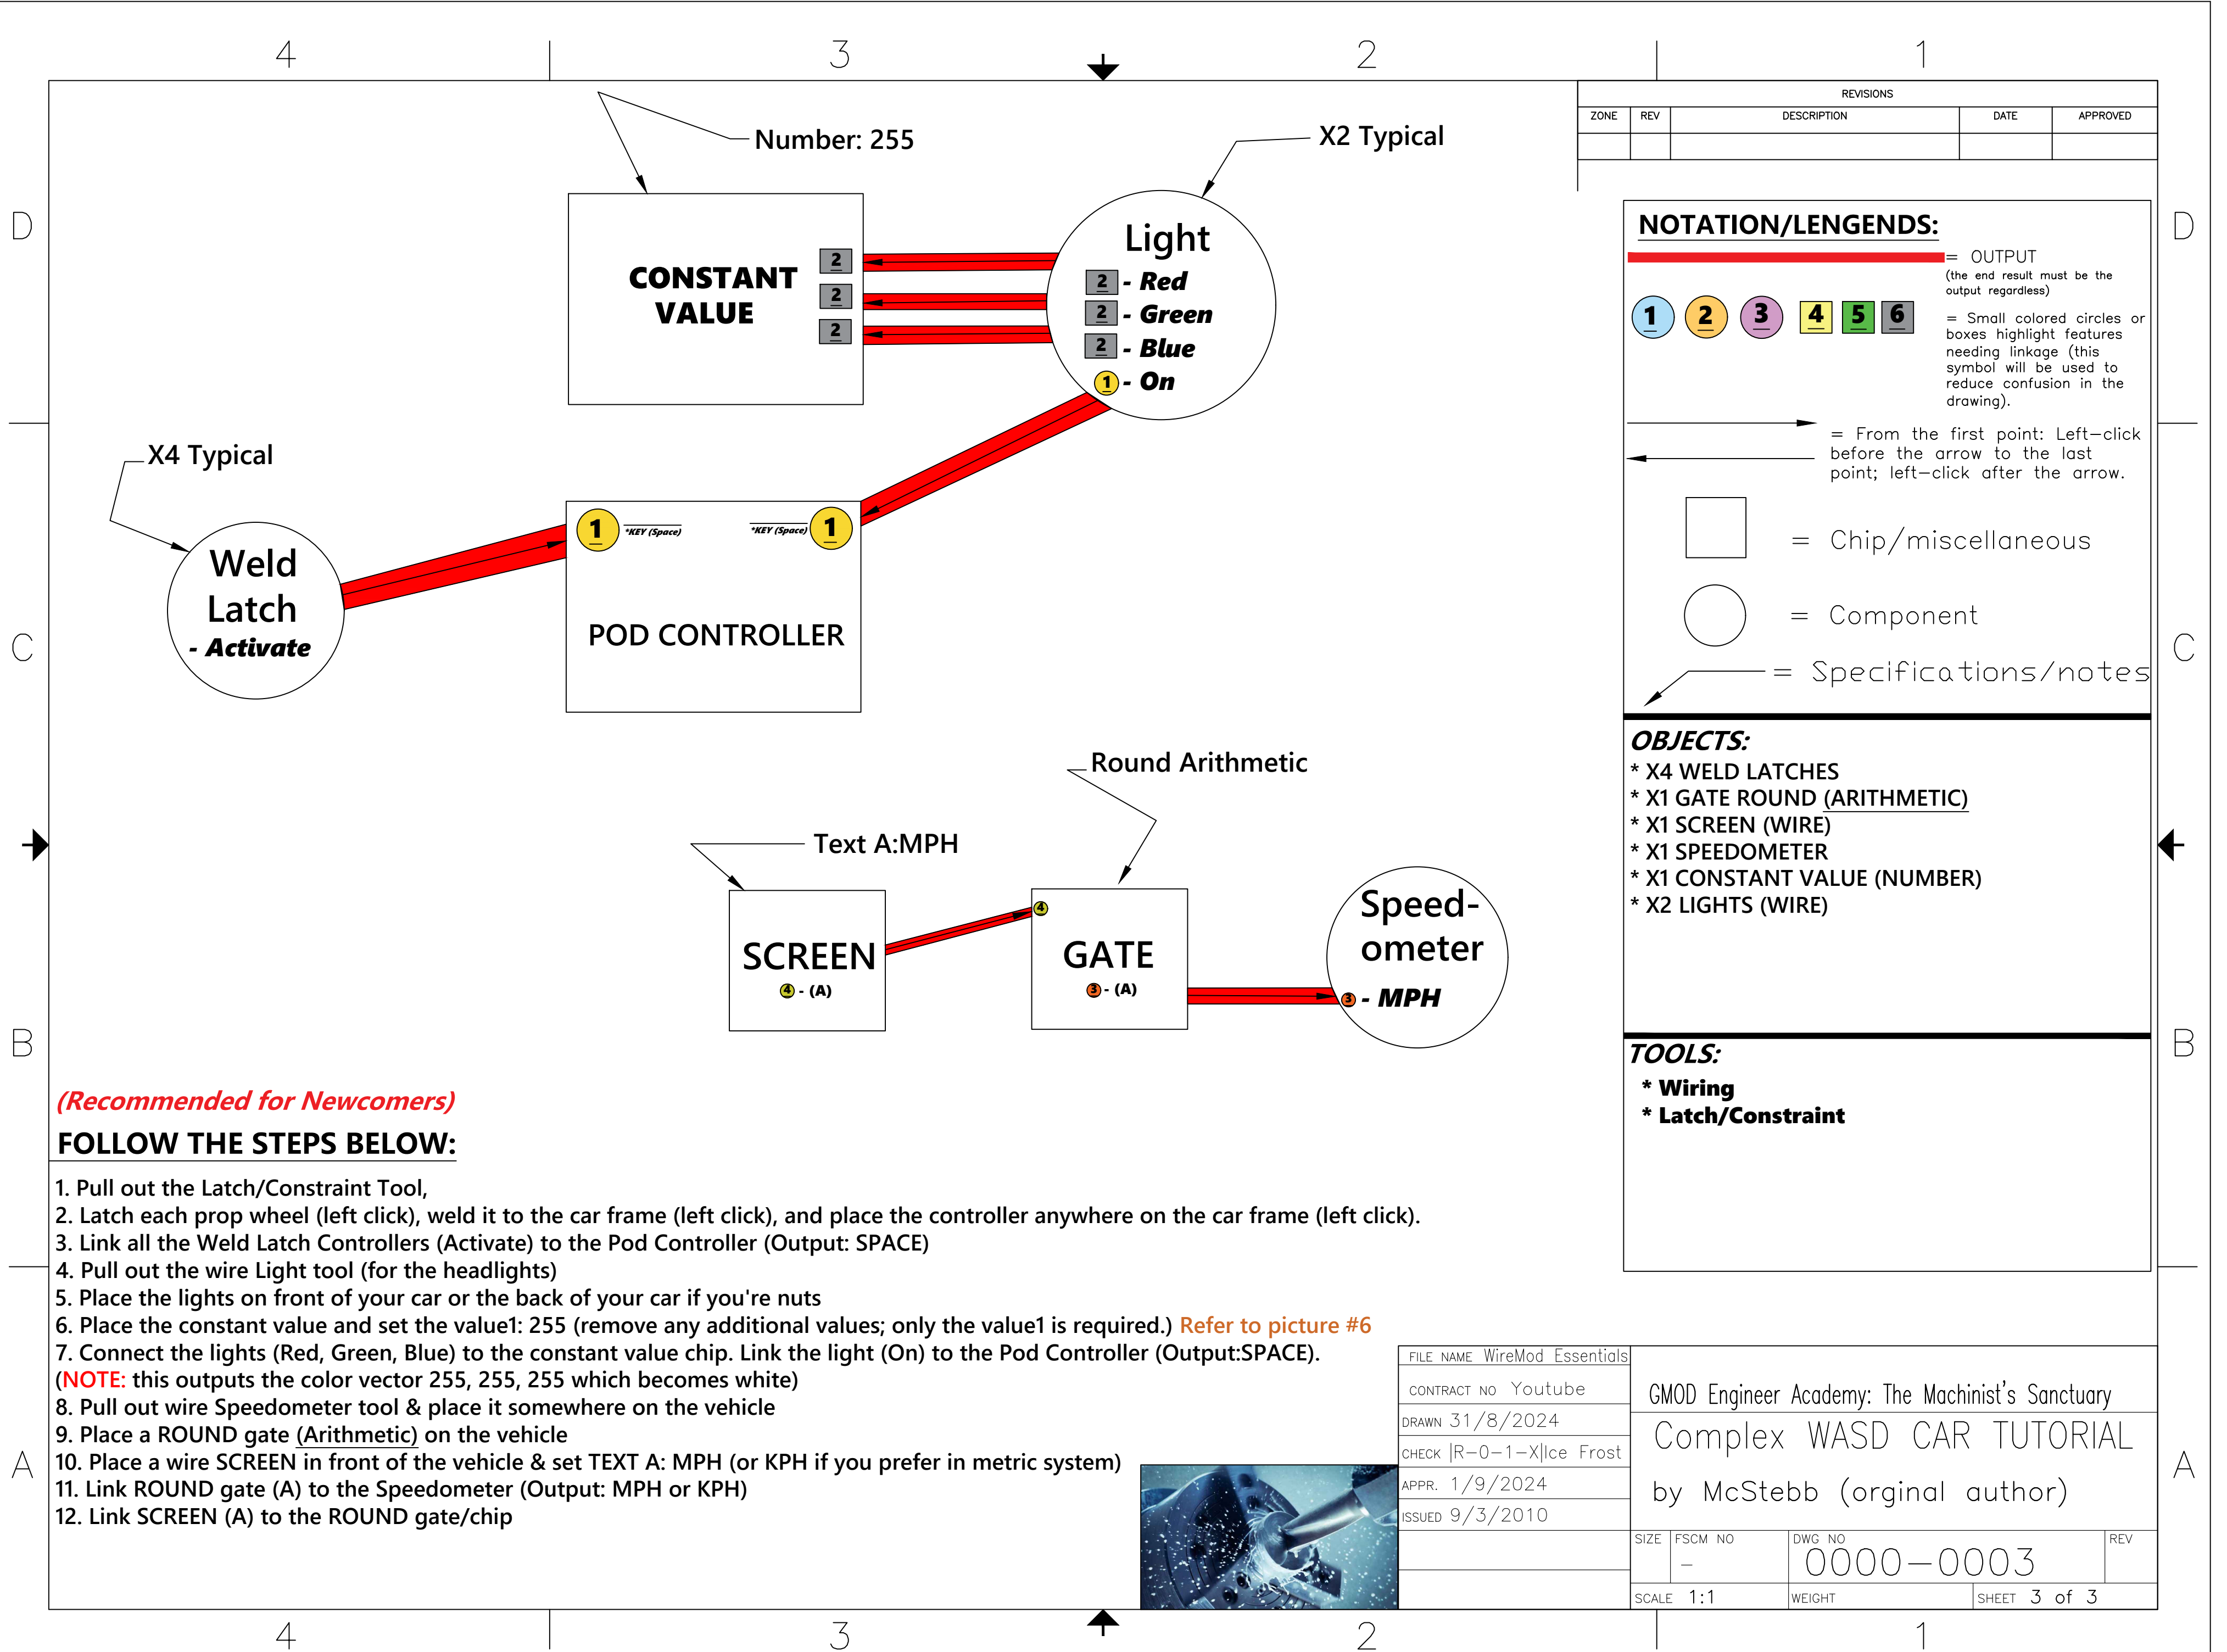 4 3 2 1
REVISIONS
ZONE REV DESCRIPTION DATE APPROVED
Number: 255
X2 Typical
D D
CONSTANT
VALUE
2
2
2
Light
2 - Red
2 - Green
2 - Blue
1 - On
NOTATION/LENGENDS:
= OUTPUT
(the end result must be the
output regardless)
1 2 3 4 5 6
= Small colored circles or
boxes highlight features
needing linkage (this
symbol will be used to
reduce confusion in the
drawing).
= From the first point: Left-click
before the arrow to the last
point; left-click after the arrow.
= Chip/miscellaneous
= Component
= Specifications/notes
X4 Typical
Weld
Latch
- Activate
1 *KEY (Space) *KEY (Space) 1
POD CONTROLLER
C C
OBJECTS:
* X4 WELD LATCHES
* X1 GATE ROUND (ARITHMETIC)
* X1 SCREEN (WIRE)
* X1 SPEEDOMETER
* X1 CONSTANT VALUE (NUMBER)
* X2 LIGHTS (WIRE)
Round Arithmetic
Text A:MPH
SCREEN
4 - (A)
4
GATE
3 - (A)
Speed-
ometer
3 - MPH
B B
TOOLS:
* Wiring
* Latch/Constraint
(Recommended for Newcomers)
FOLLOW THE STEPS BELOW:
1. Pull out the Latch/Constraint Tool,
2. Latch each prop wheel (left click), weld it to the car frame (left click), and place the controller anywhere on the car frame (left click).
3. Link all the Weld Latch Controllers (Activate) to the Pod Controller (Output: SPACE)
4. Pull out the wire Light tool (for the headlights)
5. Place the lights on front of your car or the back of your car if you're nuts
6. Place the constant value and set the value1: 255 (remove any additional values; only the value1 is required.) Refer to picture #6
7. Connect the lights (Red, Green, Blue) to the constant value chip. Link the light (On) to the Pod Controller (Output:SPACE).
(NOTE: this outputs the color vector 255, 255, 255 which becomes white)
8. Pull out wire Speedometer tool & place it somewhere on the vehicle
9. Place a ROUND gate (Arithmetic) on the vehicle
10. Place a wire SCREEN in front of the vehicle & set TEXT A: MPH (or KPH if you prefer in metric system)
11. Link ROUND gate (A) to the Speedometer (Output: MPH or KPH)
12. Link SCREEN (A) to the ROUND gate/chip
A A
FILE NAME WireMod Essentials
CONTRACT NO Youtube
DRAWN 31/8/2024
CHECK |R-0-1-X|Ice Frost
APPR. 1/9/2024
ISSUED 9/3/2010
GMOD Engineer Academy: The Machinist's Sanctuary
Complex WASD CAR TUTORIAL
by McStebb (orginal author)
SIZE FSCM NO DWG NO REV
- 0000-0003
SCALE 1:1 WEIGHT SHEET 3 of 3
4 3 2 1